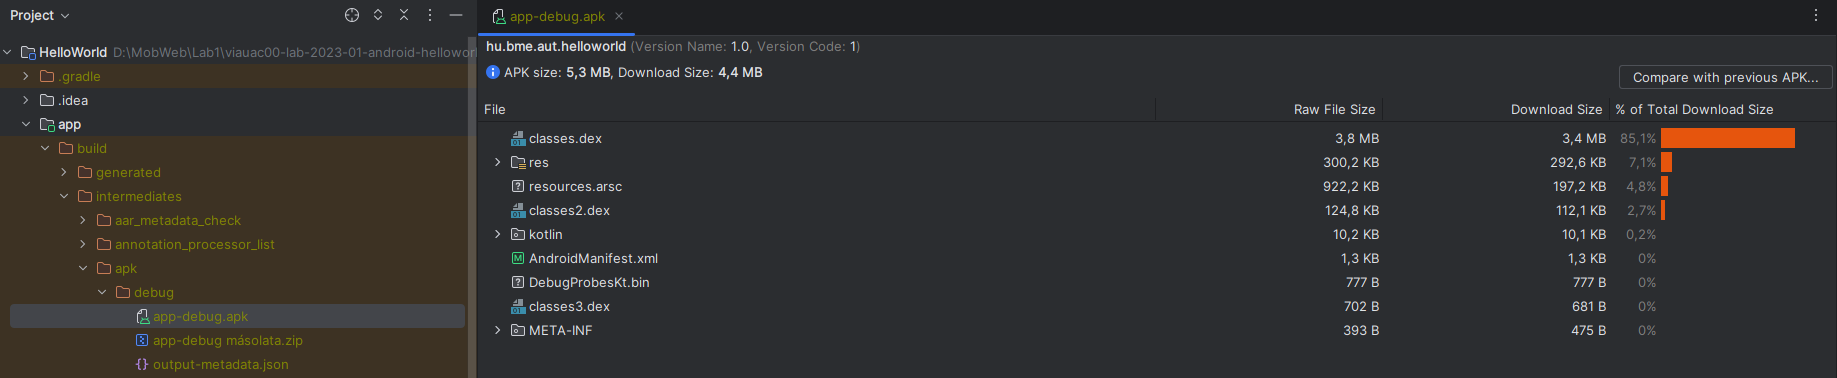 Project
HelloWorld D:\MobWeb\Lab1\viauac00-lab-2023-01-android-hellowor
.gradle
.idea
app
build
generated
intermediates
aar_metadata_check
annotation_processor_list
apk
debug
app-debug.apk
app-debug másolata.zip
output-metadata.json
app-debug.apk
hu.bme.aut.helloworld (Version Name: 1.0, Version Code: 1)
APK size: 5,3 MB, Download Size: 4,4 MB
Compare with previous APK...
File Raw File Size Download Size % of Total Download Size
classes.dex 3,8 MB 3,4 MB 85,1%
res 300,2 KB 292,6 KB 7,1%
resources.arsc 922,2 KB 197,2 KB 4,8%
classes2.dex 124,8 KB 112,1 KB 2,7%
kotlin 10,2 KB 10,1 KB 0,2%
AndroidManifest.xml 1,3 KB 1,3 KB 0%
DebugProbesKt.bin 777 B 777 B 0%
classes3.dex 702 B 681 B 0%
META-INF 393 B 475 B 0%